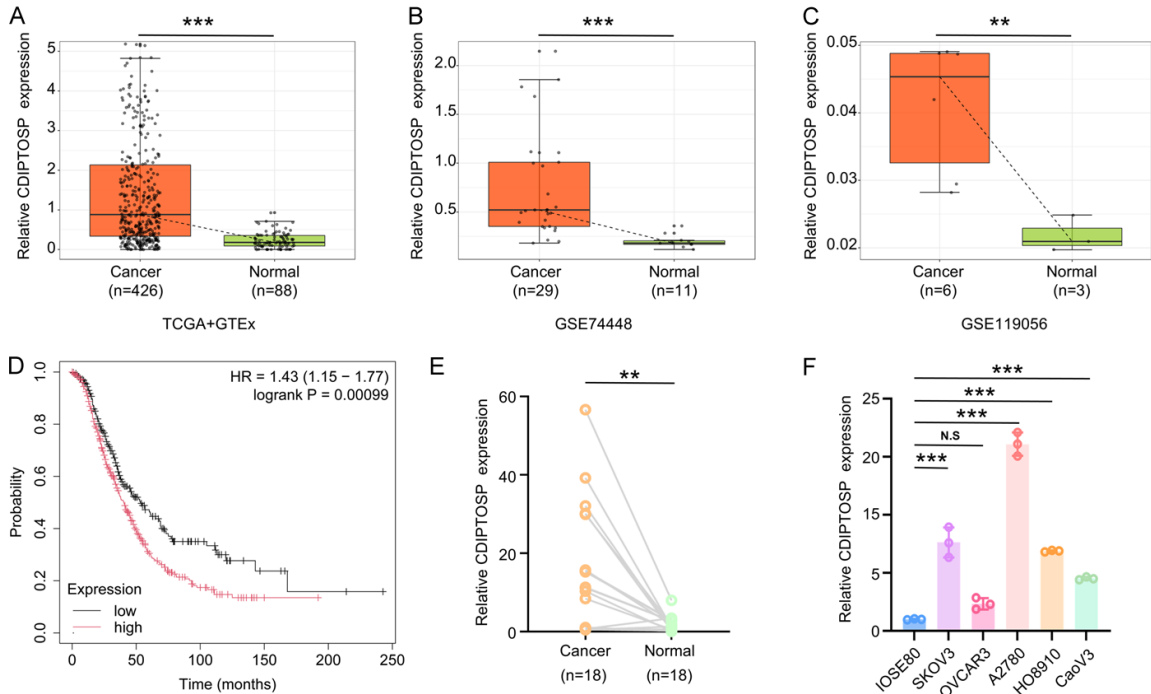 A
***
Relative CDIPTOSP expression
5
4
3
2
1
0
Cancer
(n=426)
Normal
(n=88)
TCGA+GTEx
B
***
Relative CDIPTOSP expression
2.0
1.5
1.0
0.5
Cancer
(n=29)
Normal
(n=11)
GSE74448
C
**
Relative CDIPTOSP expression
0.05
0.04
0.03
0.02
Cancer
(n=6)
Normal
(n=3)
GSE119056
D
HR = 1.43 (1.15 − 1.77)
logrank P = 0.00099
Probability
1.0
0.8
0.6
0.4
0.2
0.0
Expression
low
high
0 50 100 150 200 250
Time (months)
E
**
Relative CDIPTOSP expression
60
40
20
0
Cancer
(n=18)
Normal
(n=18)
F
***
***
***
N.S
***
Relative CDIPTOSP expression
25
20
15
10
5
0
IOSE80
SKOV3
OVCAR3
A2780
HO8910
CaoV3